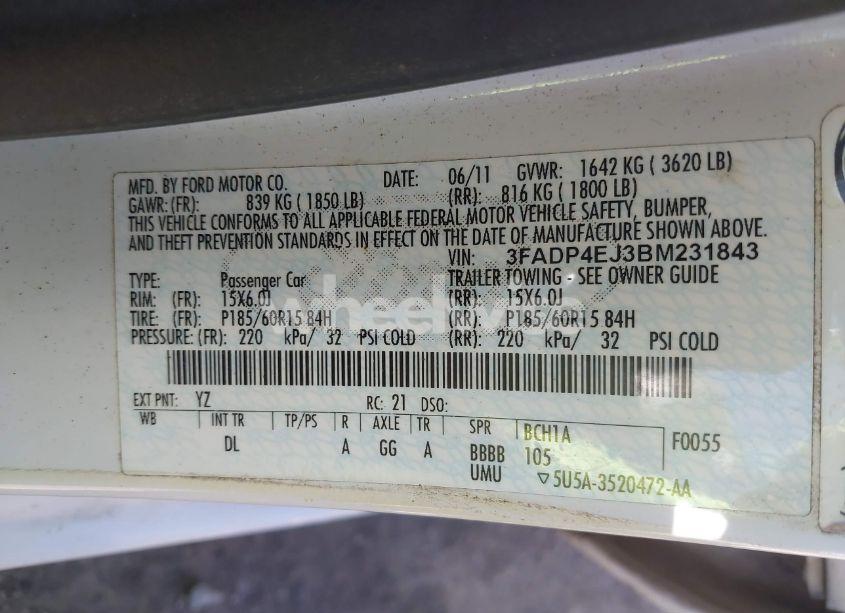 MFD. BY FORD MOTOR CO. DATE: 06/11 GVWR: 1642 KG ( 3620 LB)
GAWR: (FR): 839 KG ( 1850 LB) (RR): 816 KG ( 1800 LB)
THIS VEHICLE CONFORMS TO ALL APPLICABLE FEDERAL MOTOR VEHICLE SAFETY, BUMPER,
AND THEFT PREVENTION STANDARDS IN EFFECT ON THE DATE OF MANUFACTURE SHOWN ABOVE.
VIN: 3FADP4EJ3BM231843
TYPE: Passenger Car TRAILER TOWING - SEE OWNER GUIDE
RIM: (FR): 15X6.0J (RR): 15X6.0J
TIRE: (FR): P185/60R15 84H (RR): P185/60R15 84H
PRESSURE: (FR): 220 kPa/ 32 PSI COLD (RR): 220 kPa/ 32 PSI COLD
EXT PNT: YZ RC: 21 DSO:
WB INT TR TP/PS R AXLE TR SPR BCH1A F0055
DL A GG A BBBB 105
UMU ▽5U5A-3520472-AA